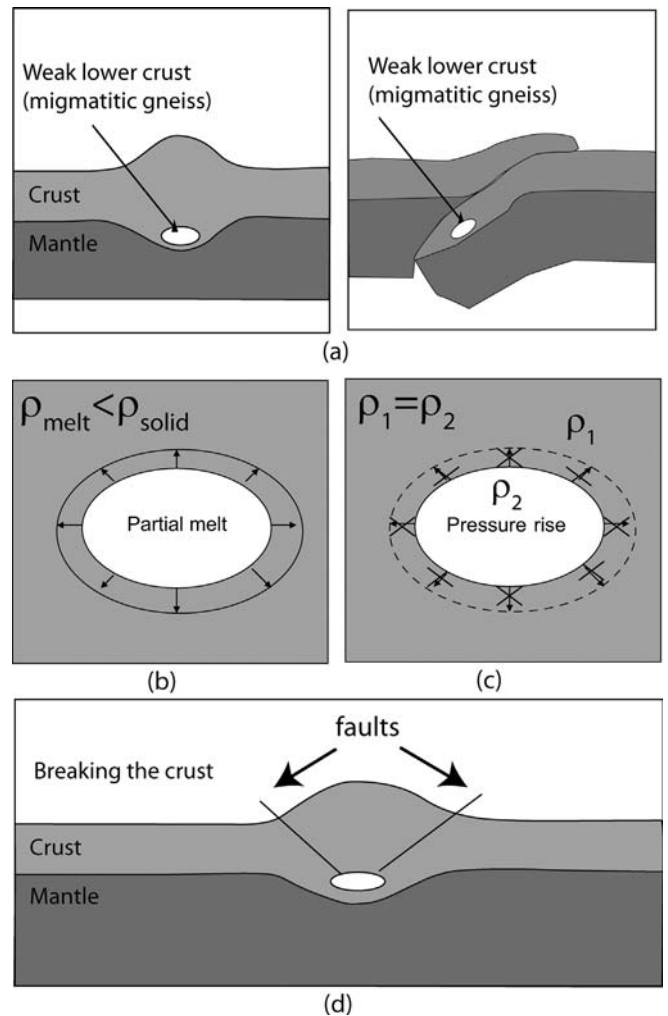 Weak lower crust
(migmatitic gneiss)
Crust
Mantle
Weak lower crust
(migmatitic gneiss)
(a)
ρmelt<ρsolid
Partial melt
(b)
ρ1=ρ2
ρ1
ρ2
Pressure rise
(c)
faults
Breaking the crust
Crust
Mantle
(d)